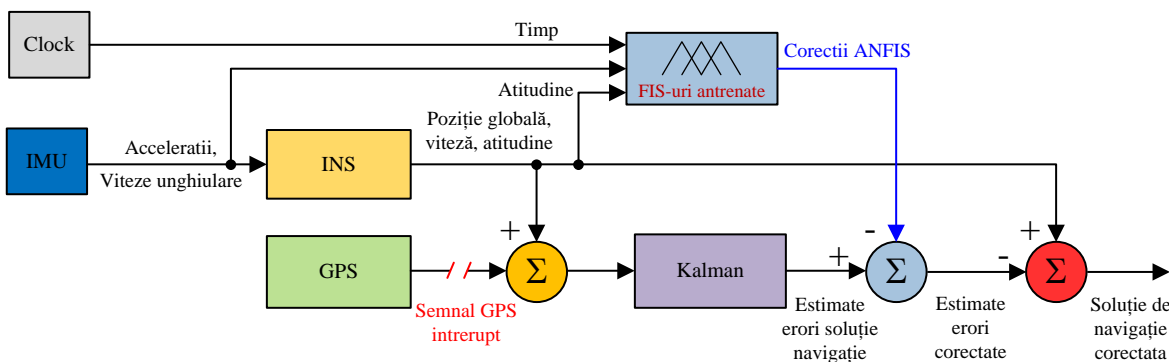 Clock
Timp
Corectii ANFIS
FIS-uri antrenate
Atitudine
IMU
Acceleratii,
Viteze unghiulare
INS
Poziție globală,
viteză, atitudine
GPS
Semnal GPS
intrerupt
+
Σ
Kalman
Estimate
erori soluție
navigație
+
-
Σ
Estimate
erori
corectate
-
+
Σ
Soluție de
navigație
corectata